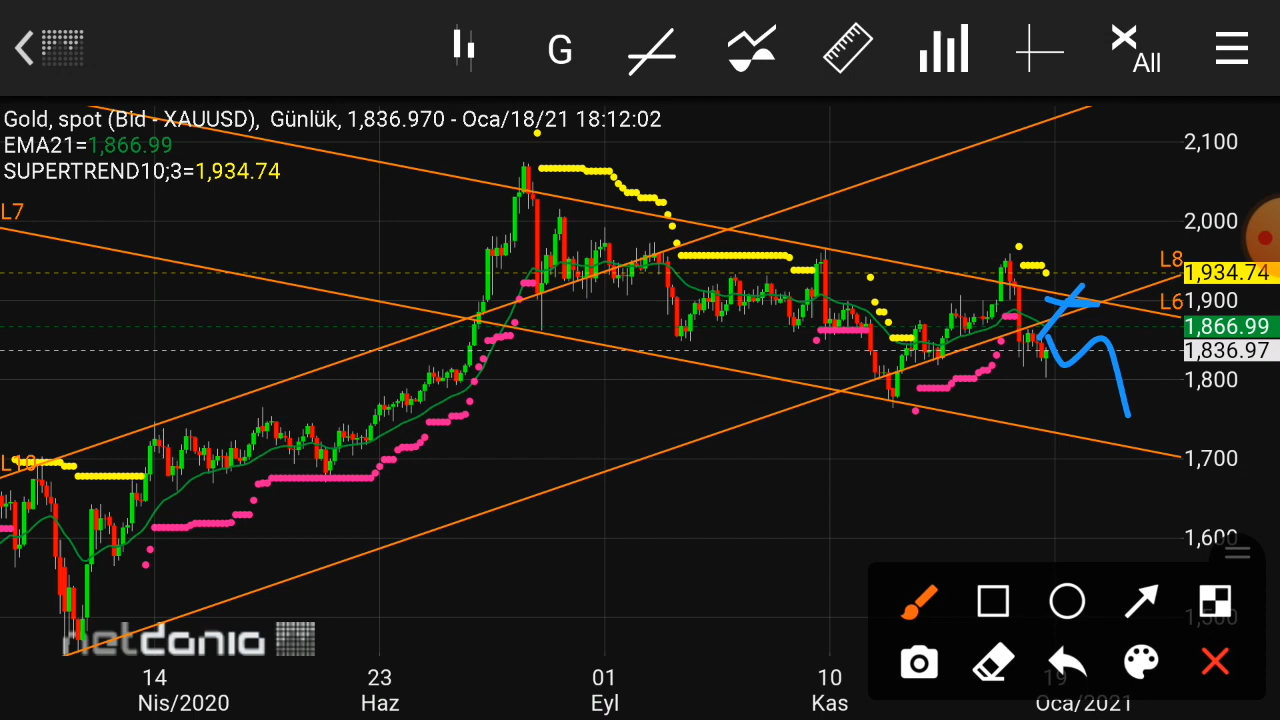 G
All
Gold, spot (Bid - XAUUSD), Günlük, 1,836.970 - Oca/18/21 18:12:02
EMA21=1,866.99
SUPERTREND10;3=1,934.74
2,100
L7
2,000
L8
1,934.74
1,900
L6
1,866.99
1,836.97
1,800
1,700
L10
1,600
1,500
netdania
14
23
01
10
19
Nis/2020
Haz
Eyl
Kas
Oca/2021